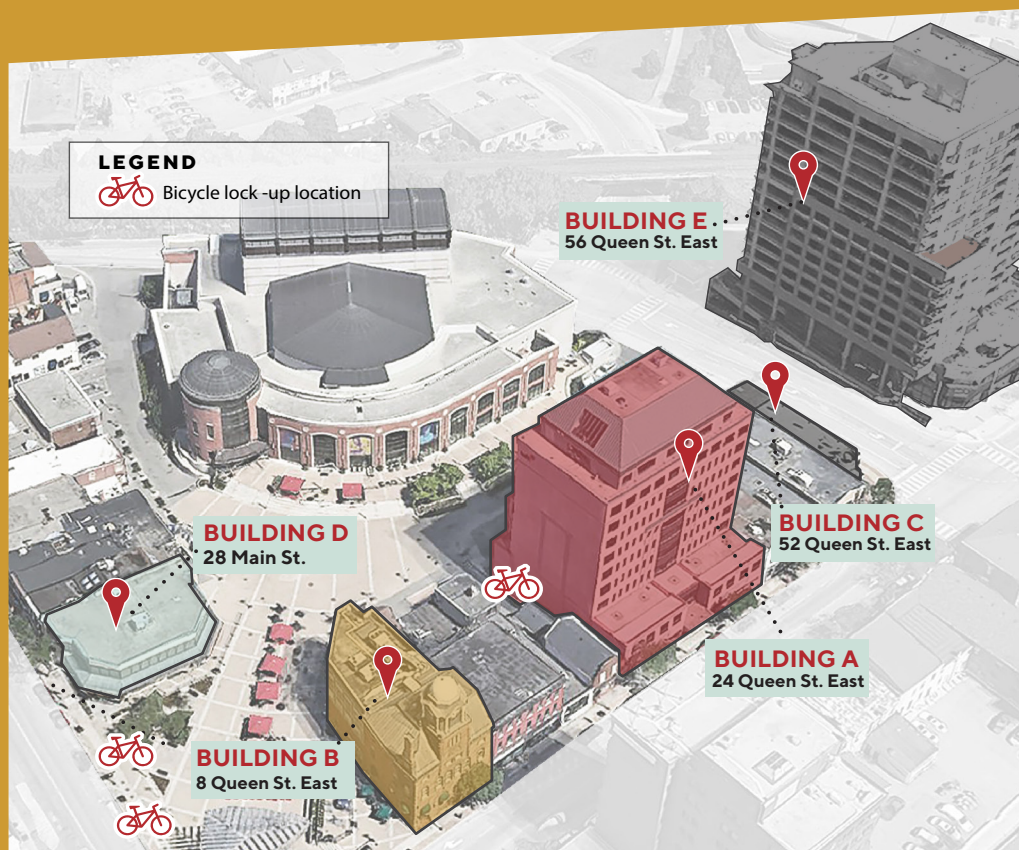 LEGEND
Bicycle lock -up location
BUILDING E
56 Queen St. East
BUILDING C
52 Queen St. East
BUILDING D
28 Main St.
BUILDING A
24 Queen St. East
BUILDING B
8 Queen St. East